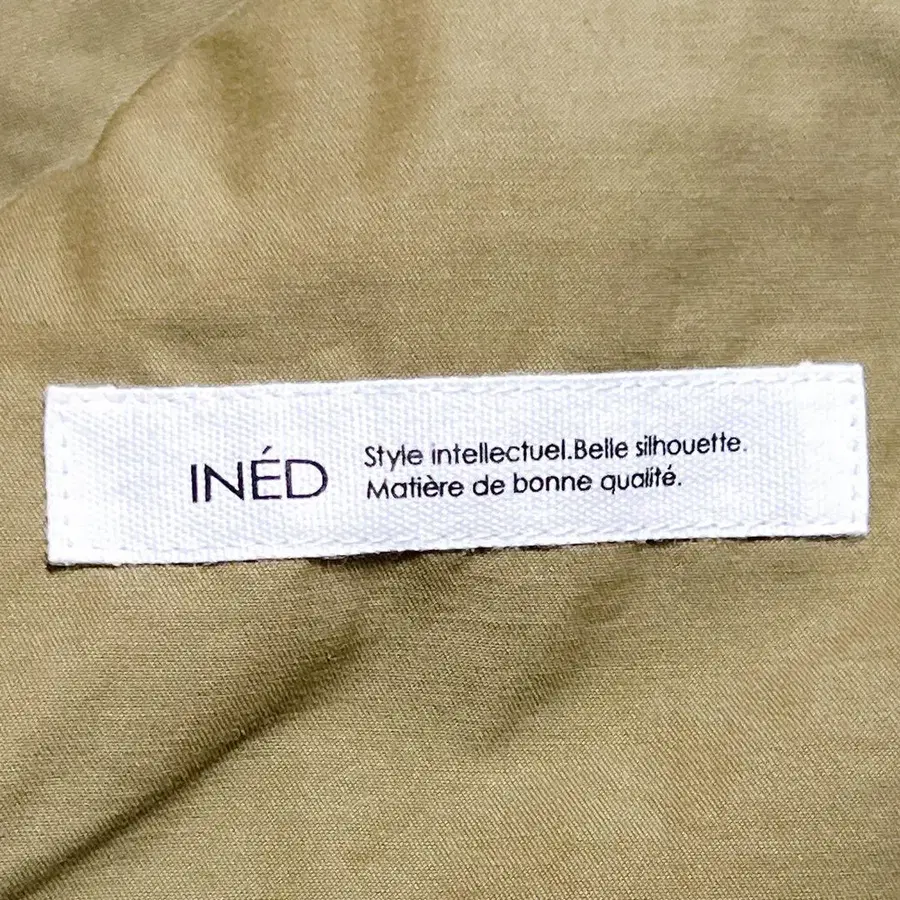 INÉD
Style intellectuel.Belle silhouette.
Matière de bonne qualité.